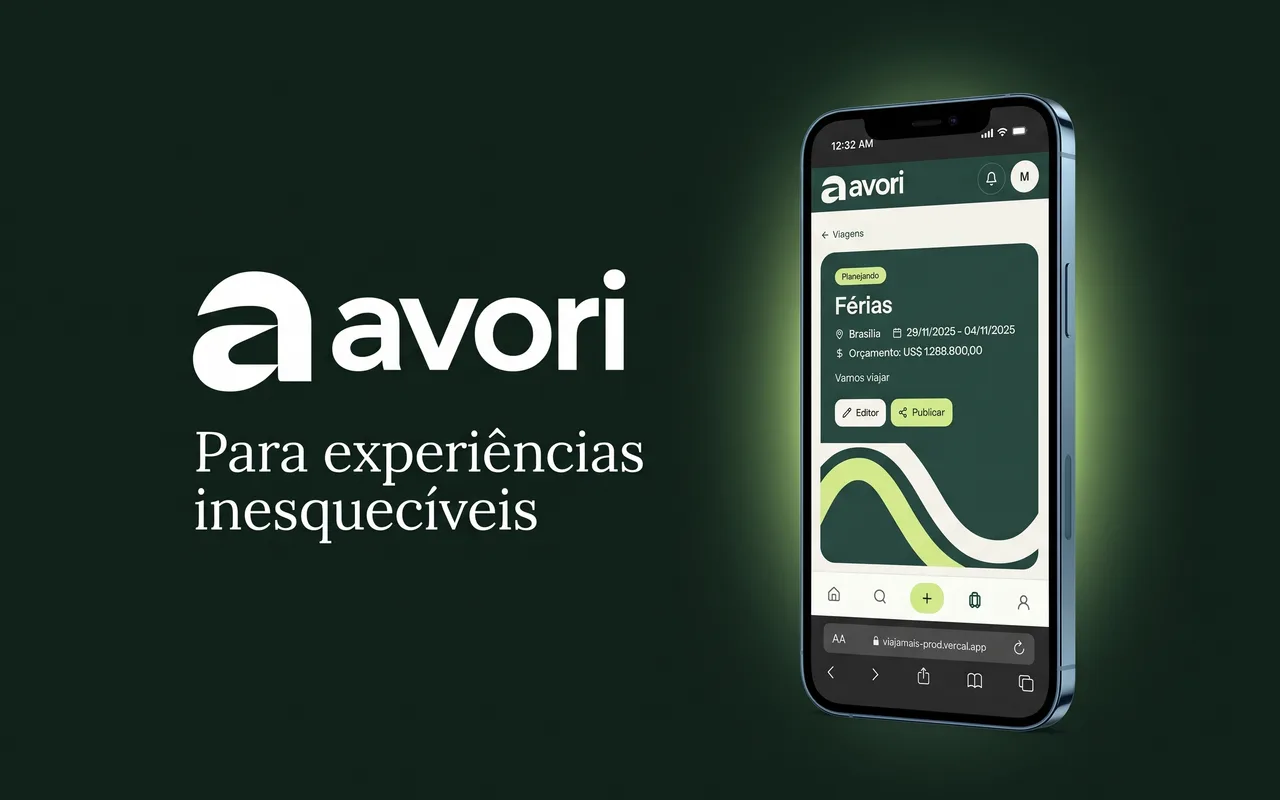 a avori
Para experiências
inesquecíveis
12:32 AM
a avori
M
Viagens
Planejando
Férias
Brasília 29/11/2025 - 04/11/2025
$ Orçamento: US$ 1.288.800,00
Vamos viajar
Editor Publicar
AA viajamais-prod.vercal.app